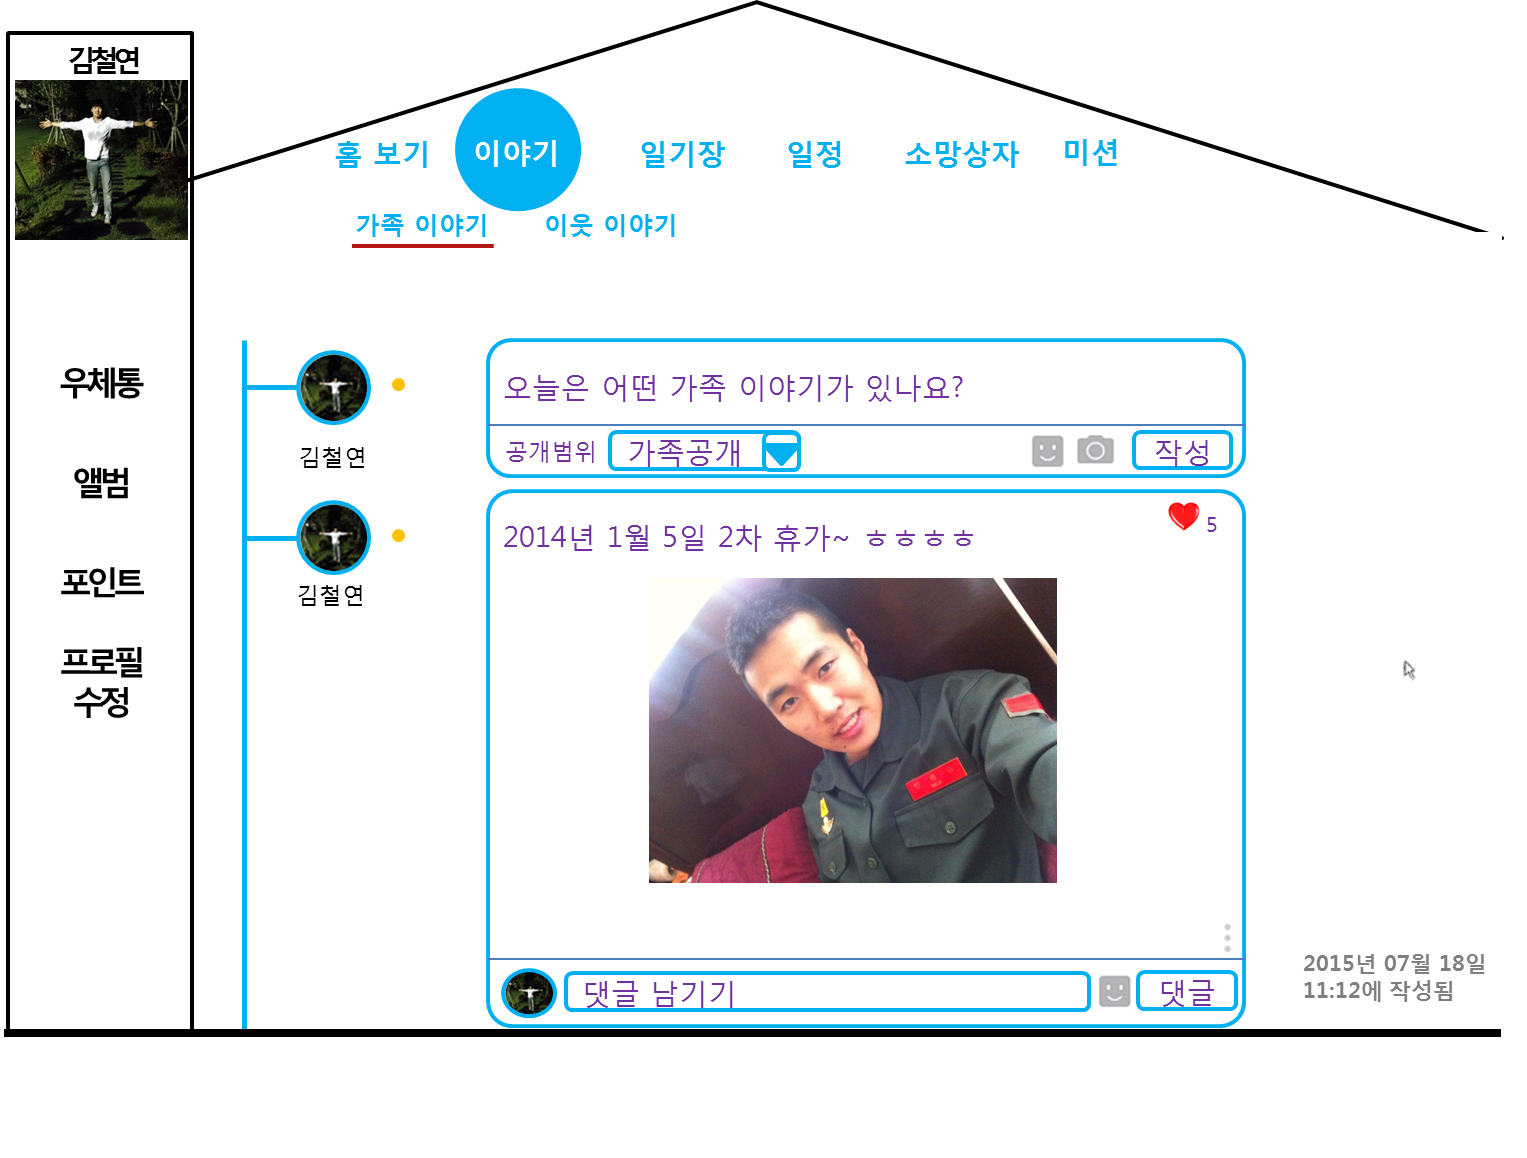 김철연
홈 보기
이야기
일기장
일정
소망상자
미션
가족 이야기
이웃 이야기
우체통
앨범
포인트
프로필
수정
김철연
오늘은 어떤 가족 이야기가 있나요?
공개범위
가족공개
작성
김철연
2014년 1월 5일 2차 휴가~ ㅎㅎㅎㅎ
5
댓글 남기기
댓글
2015년 07월 18일
11:12에 작성됨